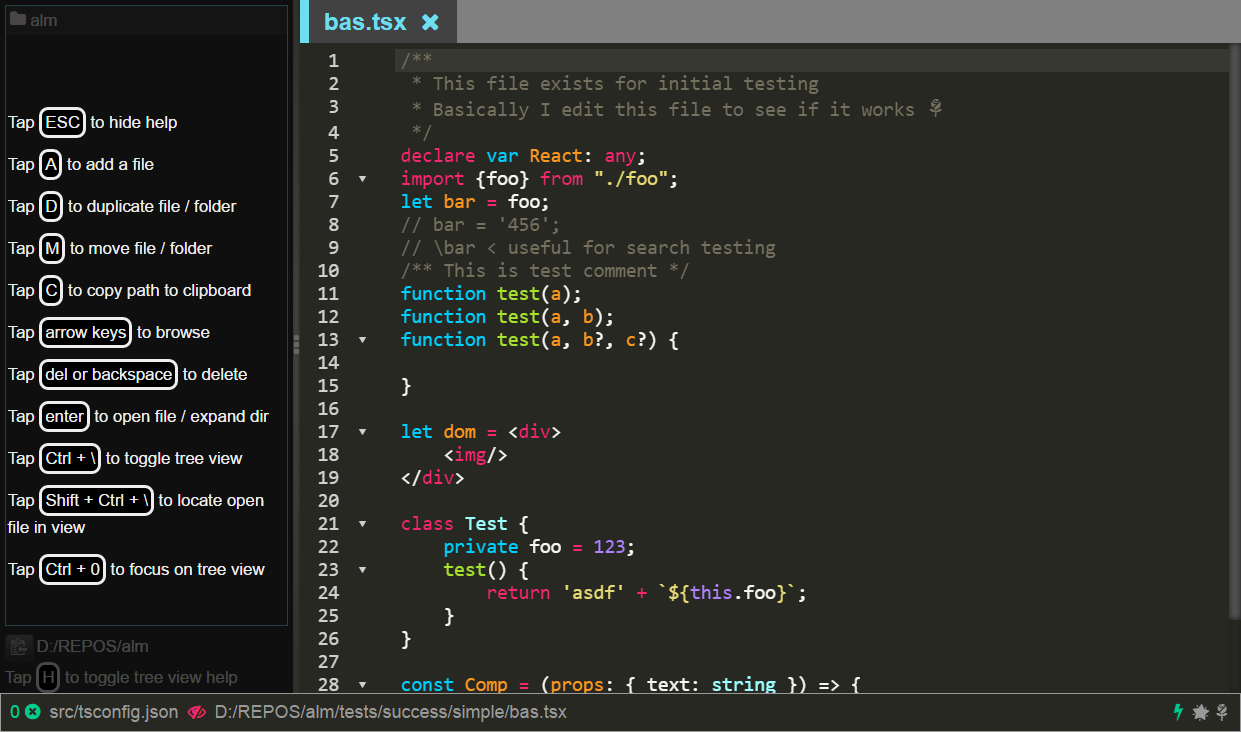 alm
Tap ESC to hide help
Tap A to add a file
Tap D to duplicate file / folder
Tap M to move file / folder
Tap C to copy path to clipboard
Tap arrow keys to browse
Tap del or backspace to delete
Tap enter to open file / expand dir
Tap Ctrl + \ to toggle tree view
Tap Shift + Ctrl + \ to locate open
file in view
Tap Ctrl + 0 to focus on tree view
D:/REPOS/alm
Tap H to toggle tree view help
bas.tsx
1 /**
2  * This file exists for initial testing
3  * Basically I edit this file to see if it works 🌹
4  */
5 declare var React: any;
6 import {foo} from "./foo";
7 let bar = foo;
8 // bar = '456';
9 // \bar < useful for search testing
10 /** This is test comment */
11 function test(a);
12 function test(a, b);
13 function test(a, b?, c?) {
14
15 }
16
17 let dom = <div>
18     <img/>
19 </div>
20
21 class Test {
22     private foo = 123;
23     test() {
24         return 'asdf' + `${this.foo}`;
25     }
26 }
27
28 const Comp = (props: { text: string }) => {
0 src/tsconfig.json D:/REPOS/alm/tests/success/simple/bas.tsx